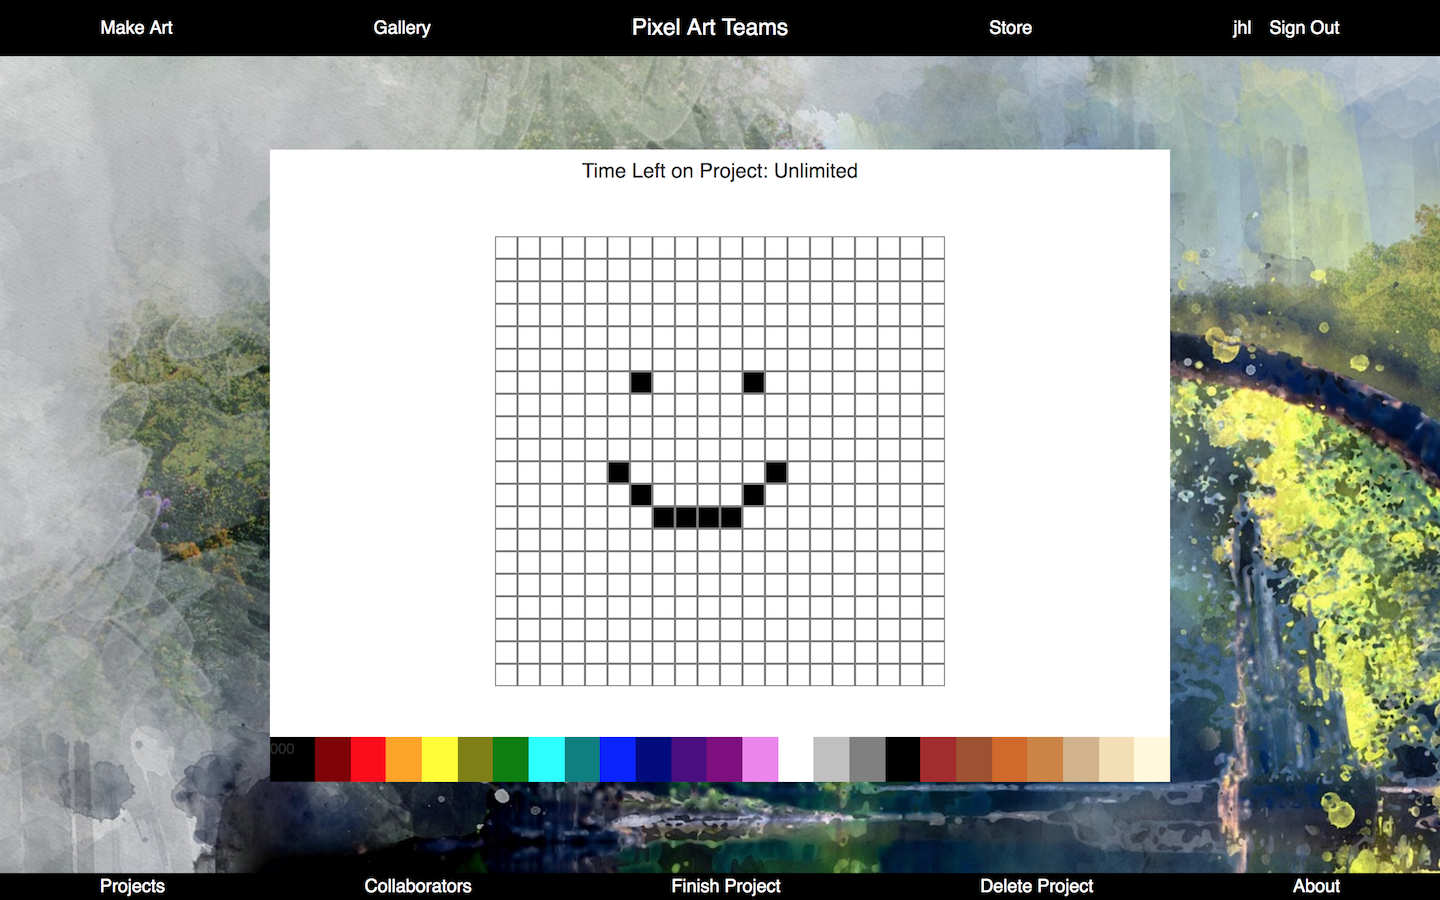 Make Art
Gallery
Pixel Art Teams
Store
jhl
Sign Out
Time Left on Project: Unlimited
000
Projects
Collaborators
Finish Project
Delete Project
About